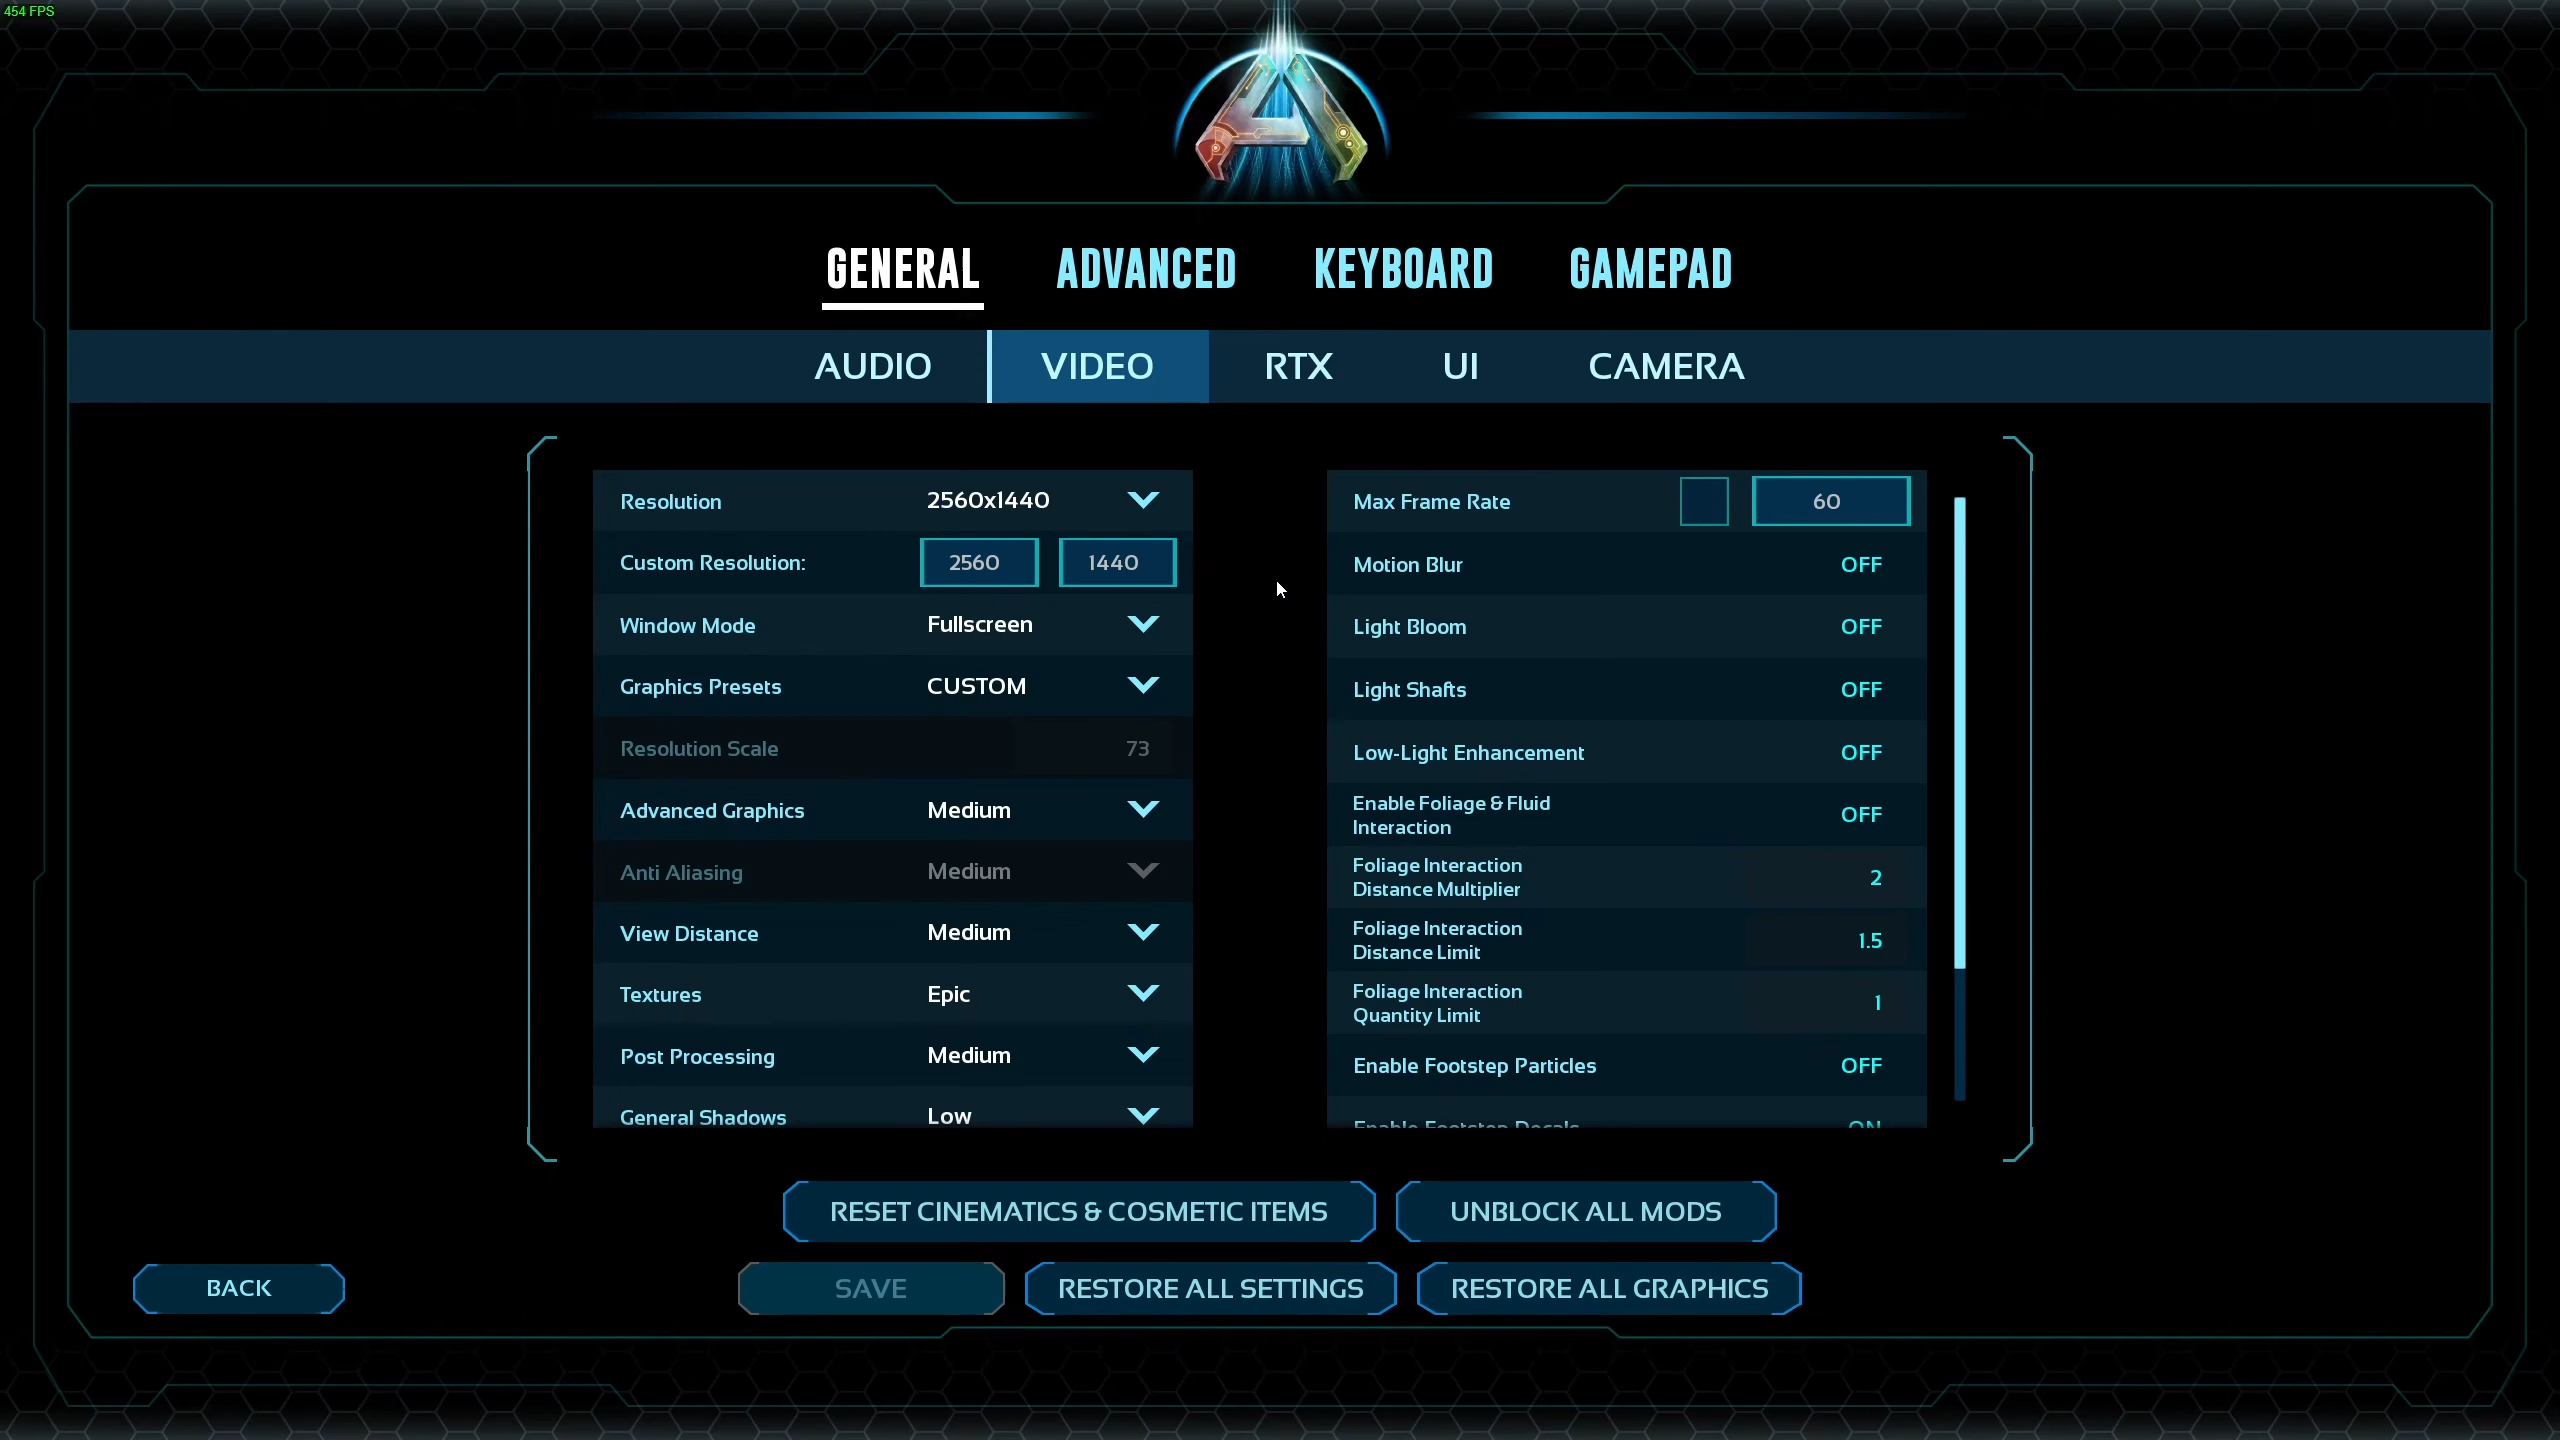 454 FPS
GENERAL ADVANCED KEYBOARD GAMEPAD
AUDIO VIDEO RTX UI CAMERA
Resolution 2560x1440
Custom Resolution: 2560 1440
Window Mode Fullscreen
Graphics Presets CUSTOM
Resolution Scale 73
Advanced Graphics Medium
Anti Aliasing Medium
View Distance Medium
Textures Epic
Post Processing Medium
General Shadows Low
Max Frame Rate 60
Motion Blur OFF
Light Bloom OFF
Light Shafts OFF
Low-Light Enhancement OFF
Enable Foliage & Fluid
Interaction OFF
Foliage Interaction
Distance Multiplier 2
Foliage Interaction
Distance Limit 1.5
Foliage Interaction
Quantity Limit 1
Enable Footstep Particles OFF
Enable Footstep Decals ON
RESET CINEMATICS & COSMETIC ITEMS UNBLOCK ALL MODS
BACK SAVE RESTORE ALL SETTINGS RESTORE ALL GRAPHICS